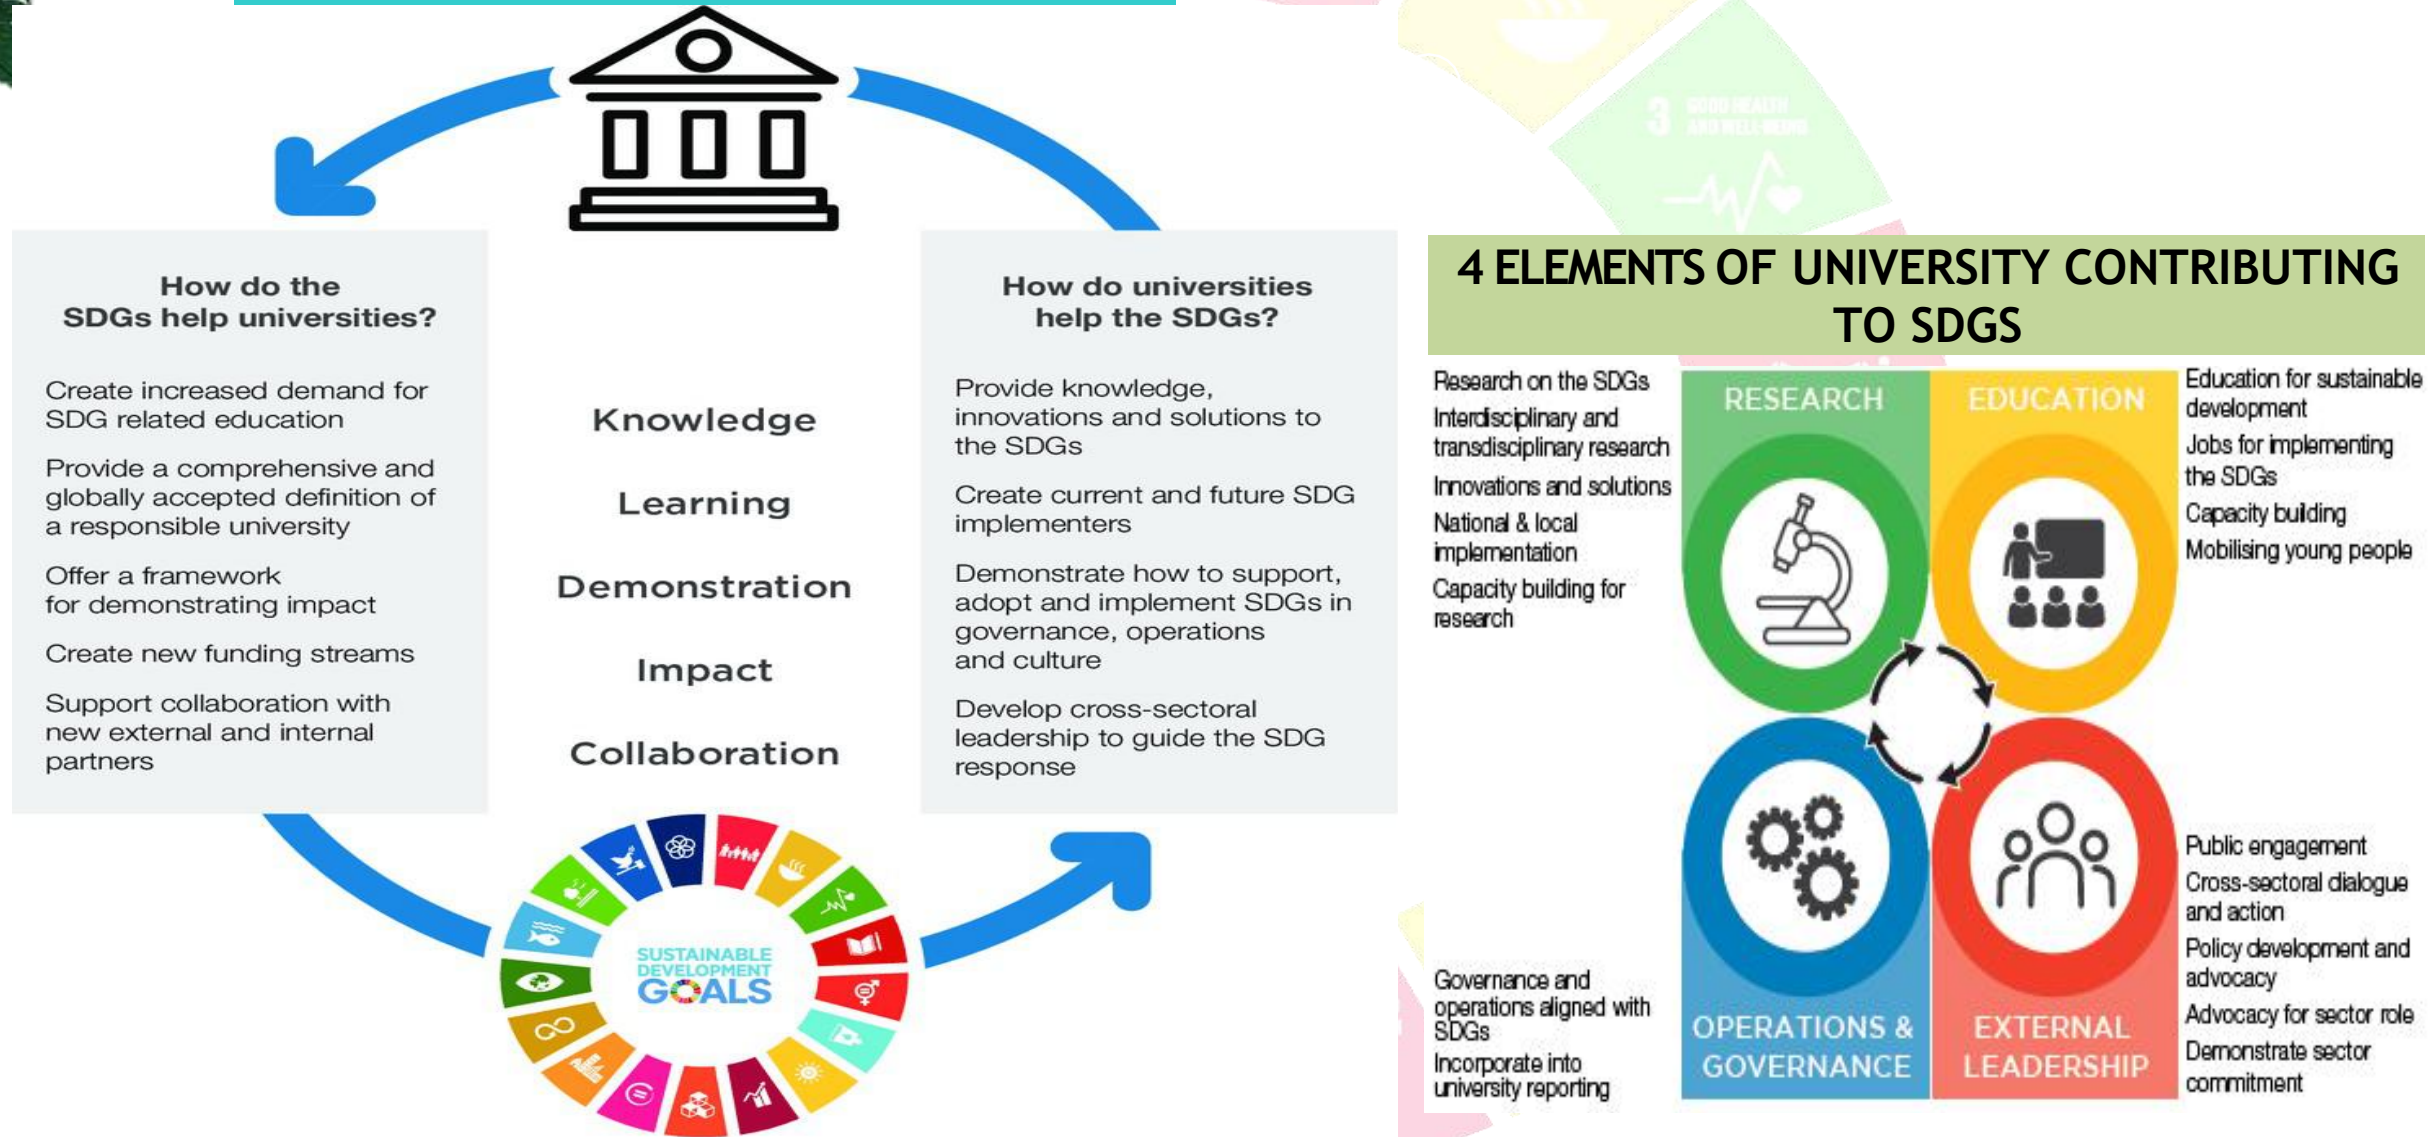 How do the
SDGs help universities?
Create increased demand for
SDG related education
Provide a comprehensive and
globally accepted definition of
a responsible university
Offer a framework
for demonstrating impact
Create new funding streams
Support collaboration with
new external and internal
partners
Knowledge
Learning
Demonstration
Impact
Collaboration
SUSTAINABLE
DEVELOPMENT
GOALS
How do universities
help the SDGs?
Provide knowledge,
innovations and solutions to
the SDGs
Create current and future SDG
implementers
Demonstrate how to support,
adopt and implement SDGs in
governance, operations
and culture
Develop cross-sectoral
leadership to guide the SDG
response
3 GOOD HEALTH
AND WELL-BEING
4 ELEMENTS OF UNIVERSITY CONTRIBUTING
TO SDGS
Research on the SDGs
Interdisciplinary and
transdisciplinary research
Innovations and solutions
National & local
implementation
Capacity building for
research
RESEARCH
EDUCATION
Education for sustainable
development
Jobs for implementing
the SDGs
Capacity building
Mobilising young people
Governance and
operations aligned with
SDGs
Incorporate into
university reporting
OPERATIONS &
GOVERNANCE
EXTERNAL
LEADERSHIP
Public engagement
Cross-sectoral dialogue
and action
Policy development and
advocacy
Advocacy for sector role
Demonstrate sector
commitment